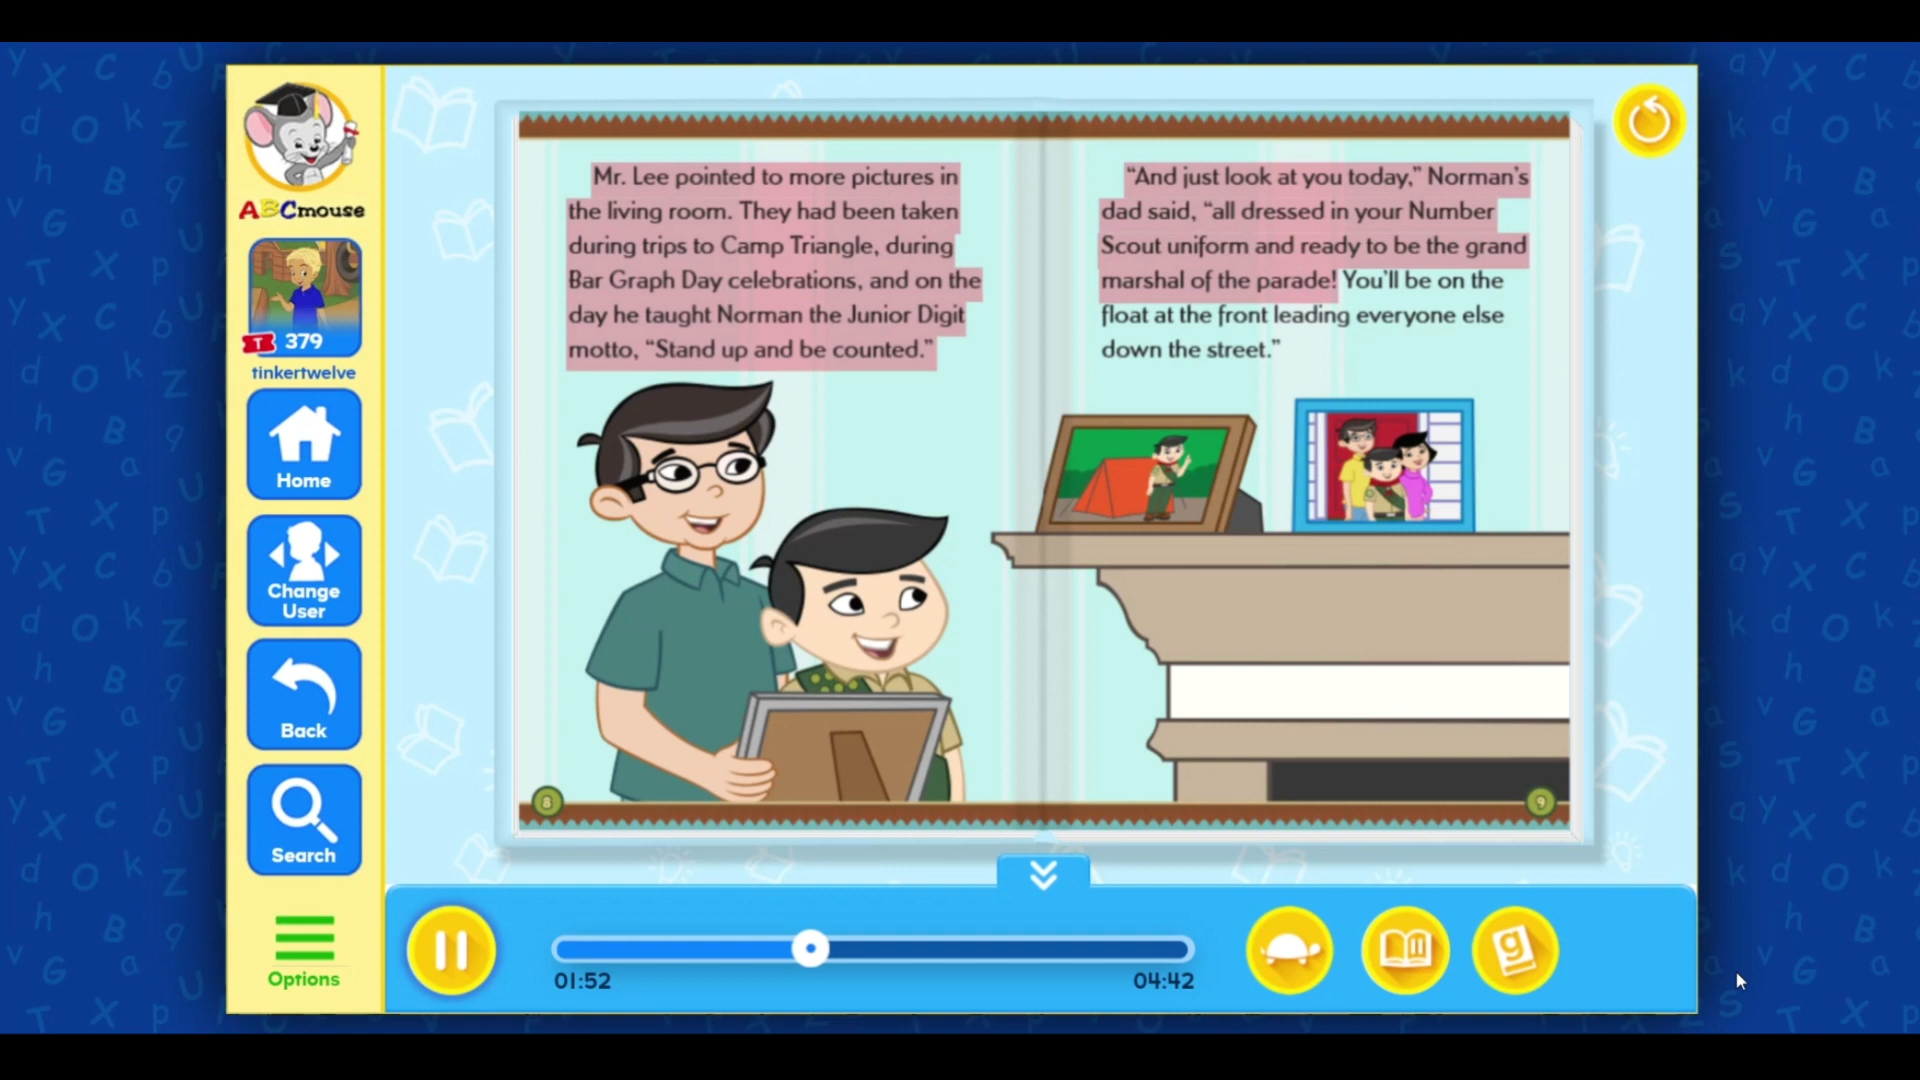 ABCmouse
T 379
tinkertwelve
Home
Change
User
Back
Search
Options
Mr. Lee pointed to more pictures in
the living room. They had been taken
during trips to Camp Triangle, during
Bar Graph Day celebrations, and on the
day he taught Norman the Junior Digit
motto, “Stand up and be counted.”
8
“And just look at you today,” Norman’s
dad said, “all dressed in your Number
Scout uniform and ready to be the grand
marshal of the parade! You’ll be on the
float at the front leading everyone else
down the street.”
9
01:52
04:42
g